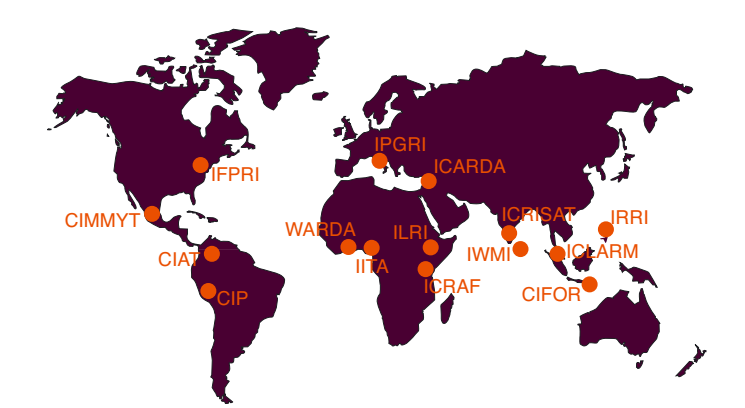 IPGRI
ICARDA
IFPRI
CIMMYT
ICRISAT
IRRI
WARDA
ILRI
IWMI
ICLARM
CIAT
IITA
ICRAF
CIFOR
CIP